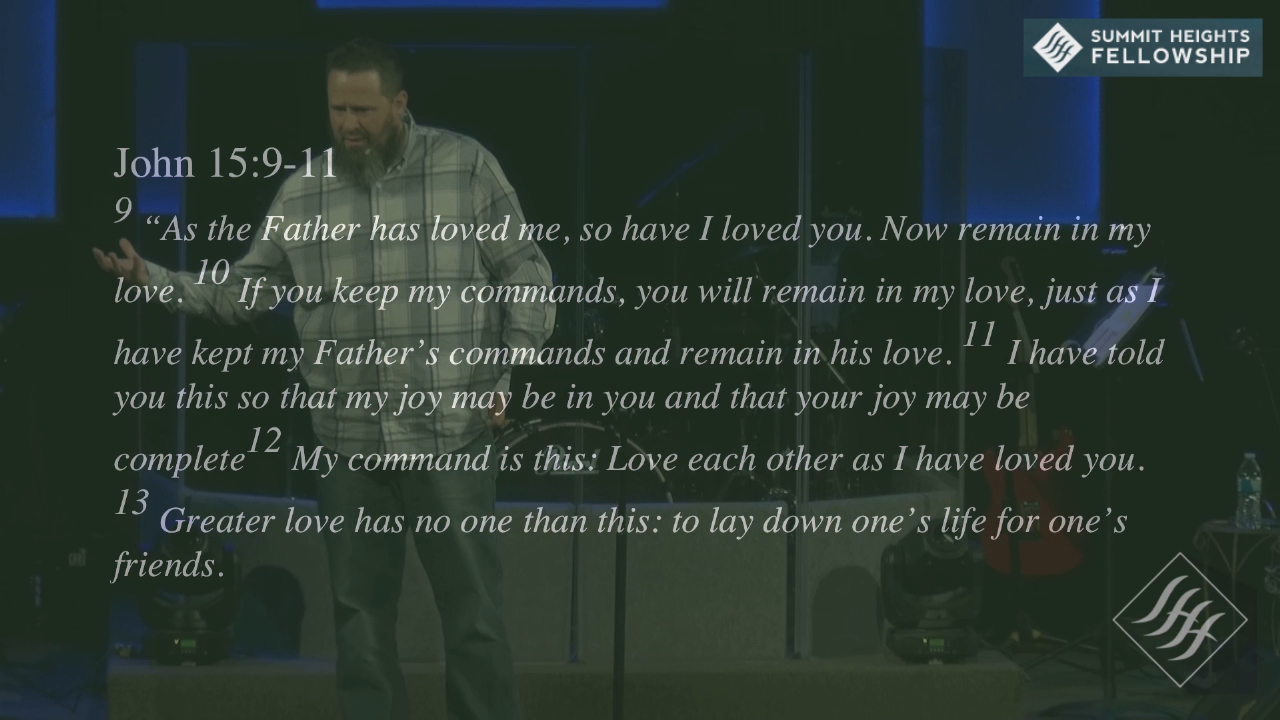 SUMMIT HEIGHTS
FELLOWSHIP
John 15:9-11
9 “As the Father has loved me, so have I loved you. Now remain in my
love. 10 If you keep my commands, you will remain in my love, just as I
have kept my Father’s commands and remain in his love. 11 I have told
you this so that my joy may be in you and that your joy may be
complete12 My command is this: Love each other as I have loved you.
13 Greater love has no one than this: to lay down one’s life for one’s
friends.